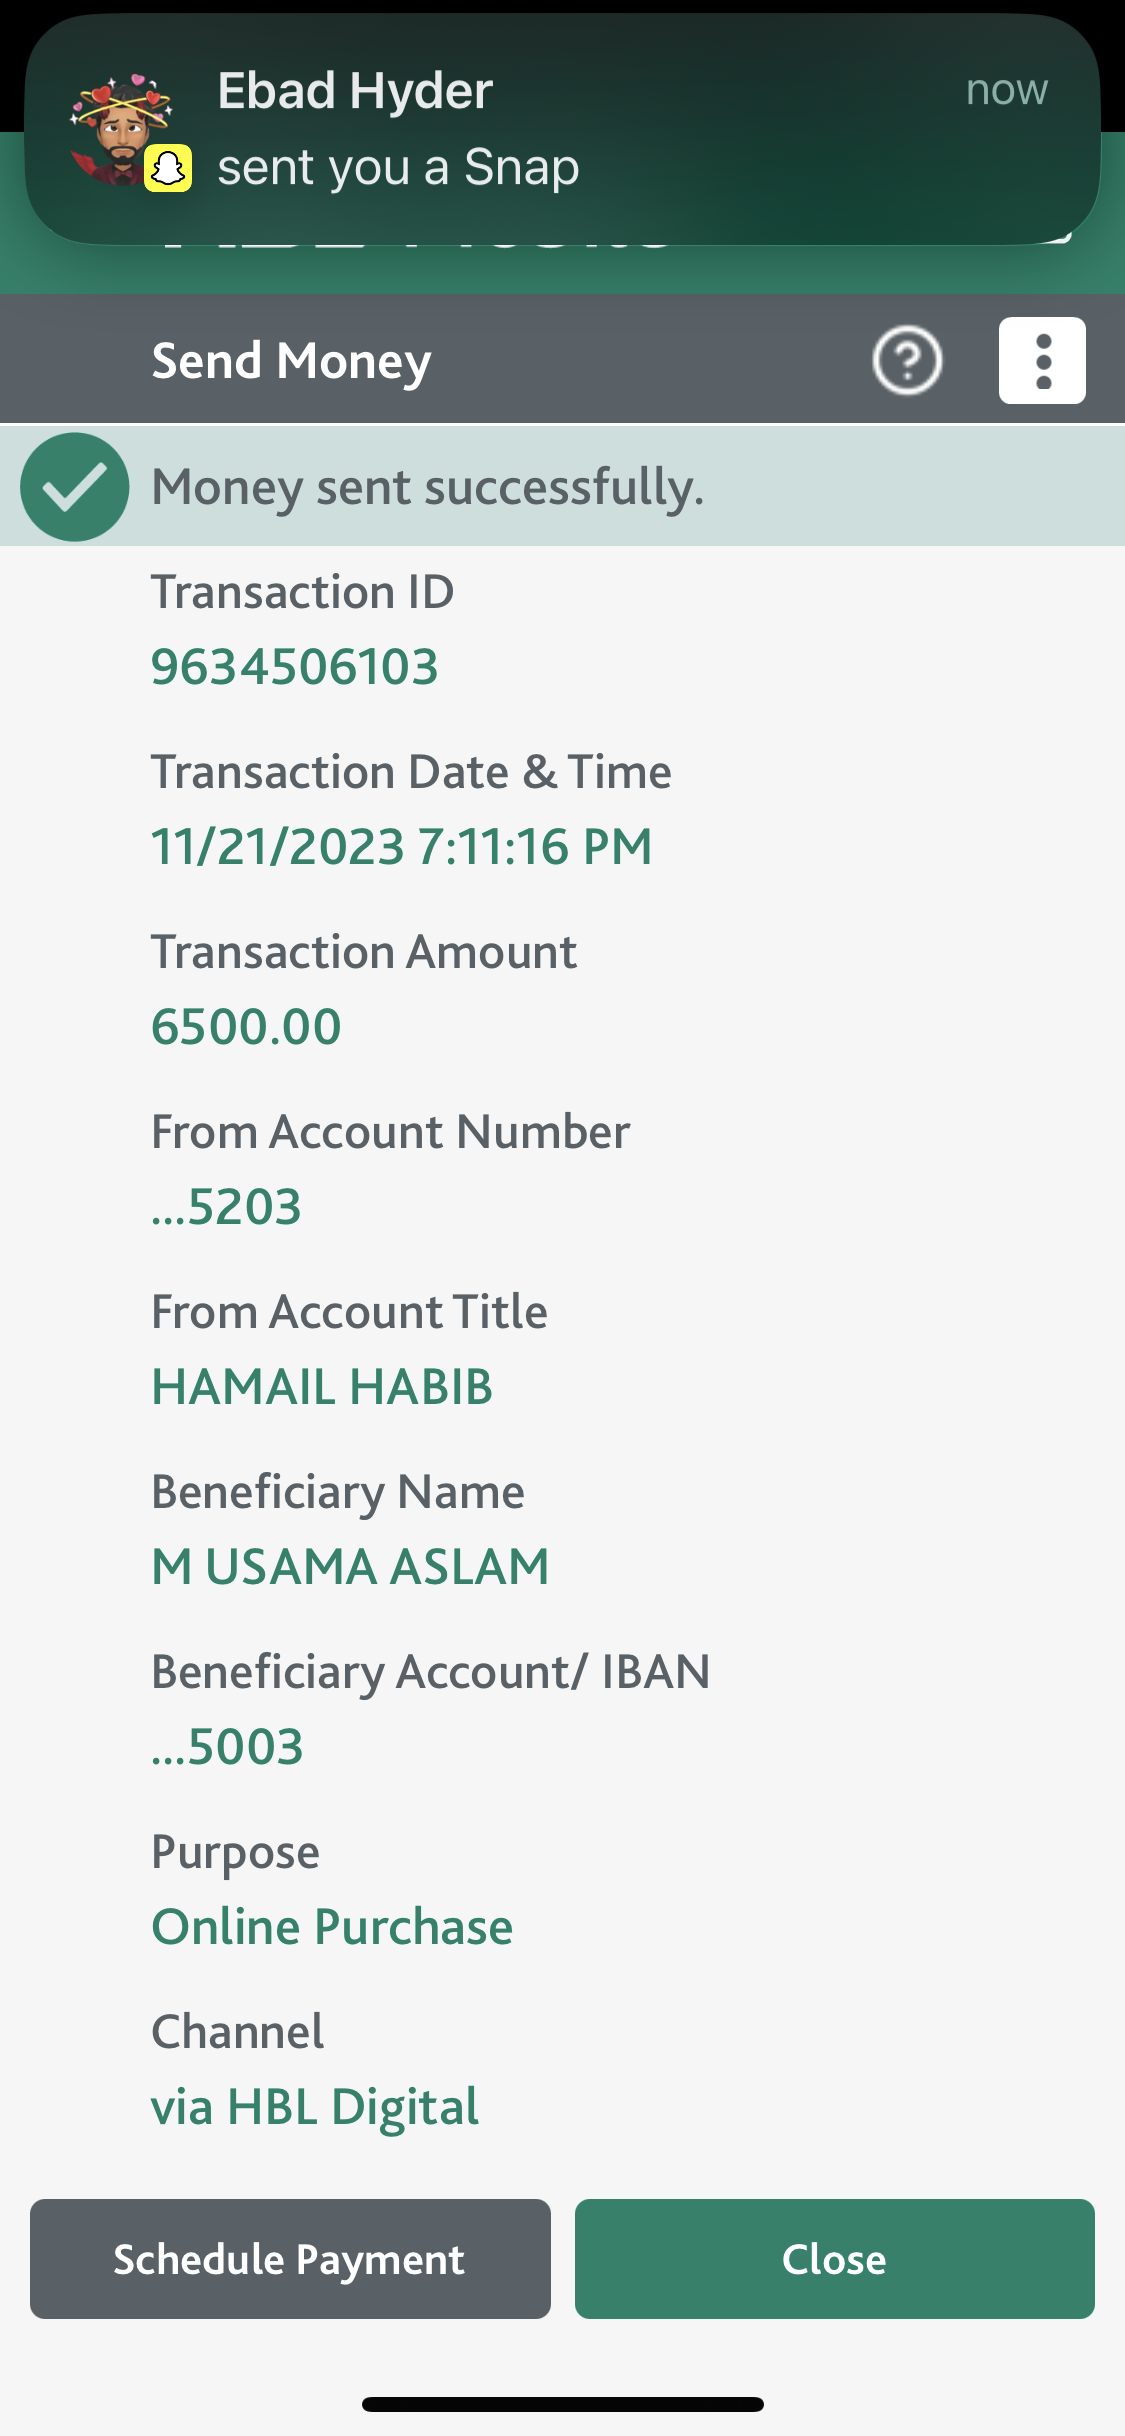 Ebad Hyder
now
sent you a Snap
Send Money
Money sent successfully.
Transaction ID
9634506103
Transaction Date & Time
11/21/2023 7:11:16 PM
Transaction Amount
6500.00
From Account Number
...5203
From Account Title
HAMAIL HABIB
Beneficiary Name
M USAMA ASLAM
Beneficiary Account/ IBAN
...5003
Purpose
Online Purchase
Channel
via HBL Digital
Schedule Payment
Close